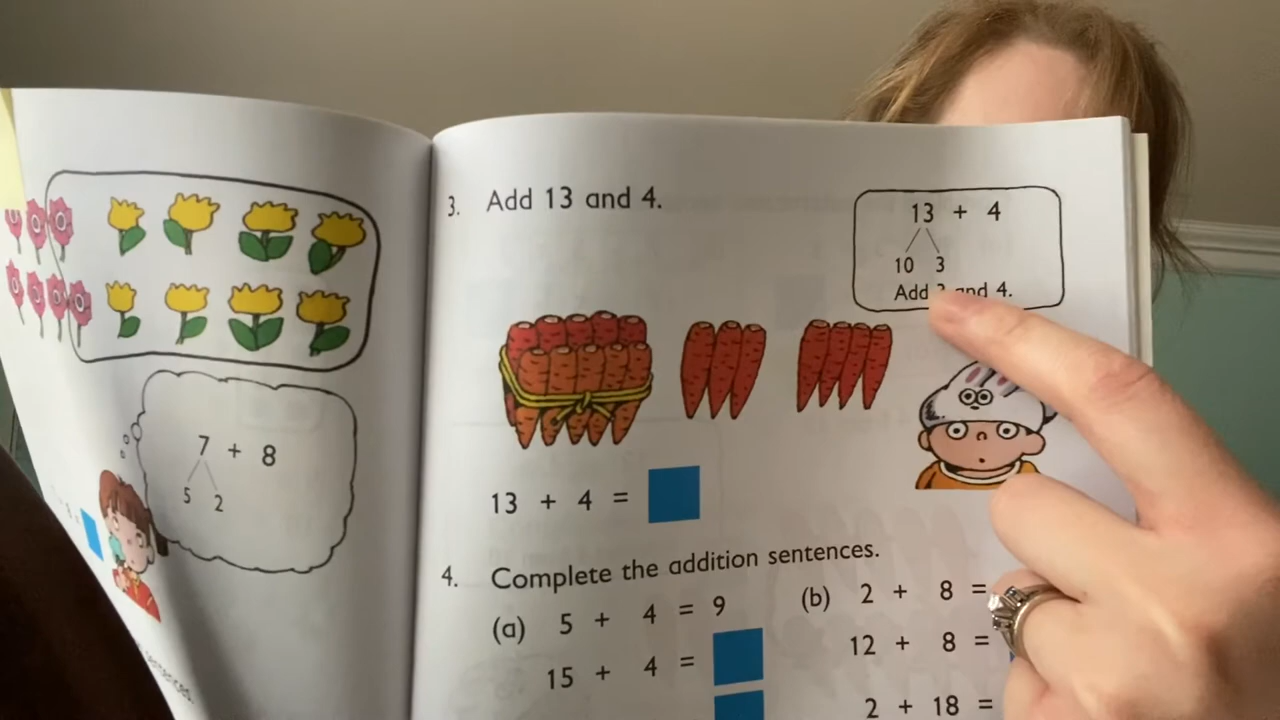 7 + 8
5 2
3. Add 13 and 4.
13 + 4
10 3
Add and 4.
13 + 4 =
4. Complete the addition sentences.
(a) 5 + 4 = 9
15 + 4 =
(b) 2 + 8 =
12 + 8 =
2 + 18 =